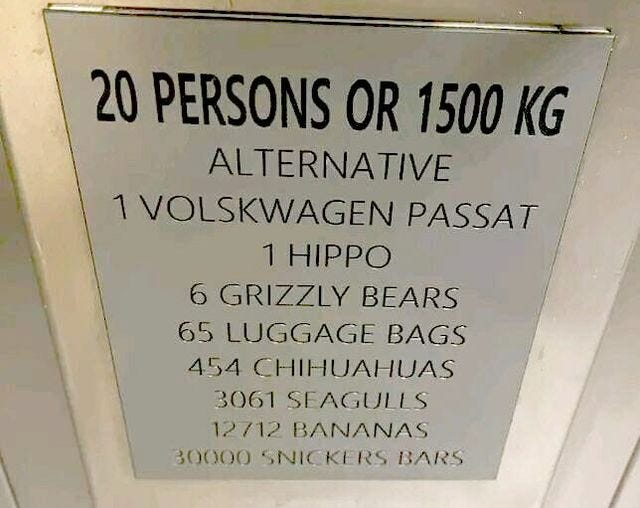 20 PERSONS OR 1500 KG
ALTERNATIVE
1 VOLSKWAGEN PASSAT
1 HIPPO
6 GRIZZLY BEARS
65 LUGGAGE BAGS
454 CHIHUAHUAS
3061 SEAGULLS
12712 BANANAS
30000 SNICKERS BARS